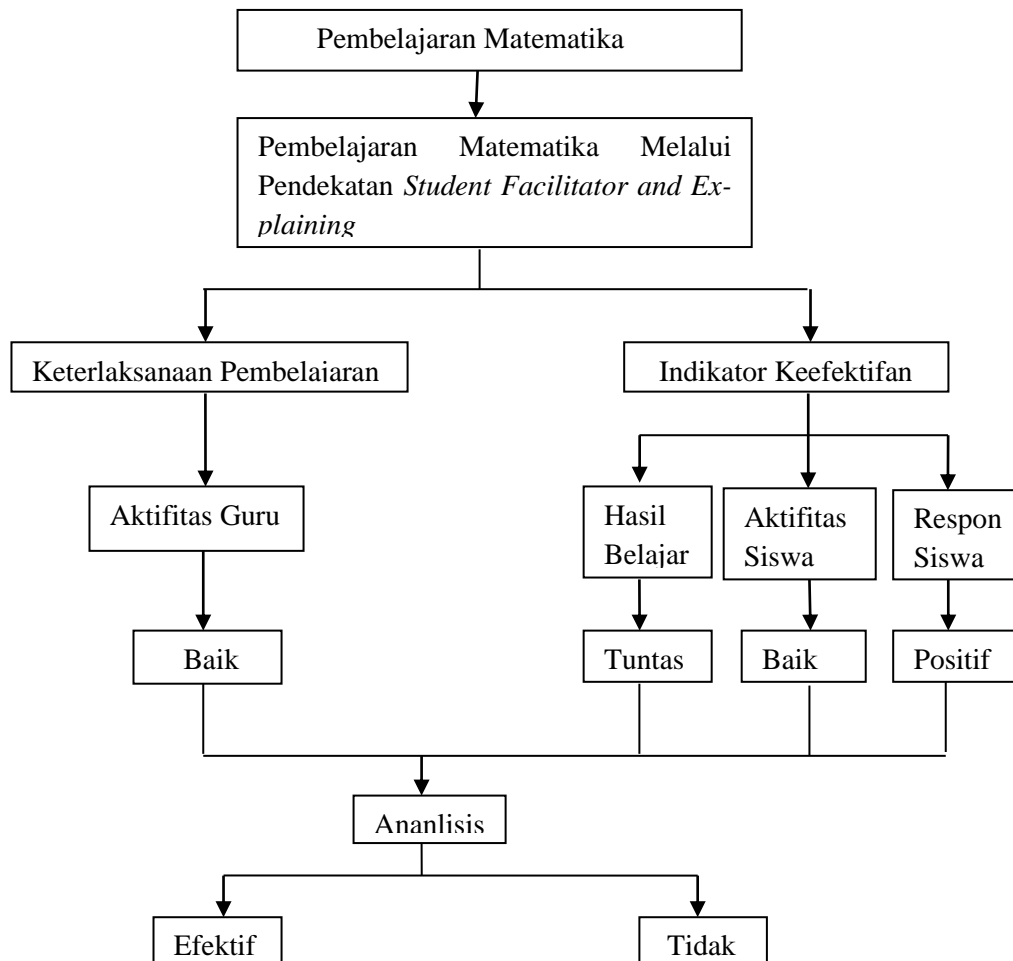 Pembelajaran Matematika
Pembelajaran Matematika Melalui
Pendekatan Student Facilitator and Ex-
plaining
Keterlaksanaan Pembelajaran
Indikator Keefektifan
Aktifitas Guru
Hasil
Belajar
Aktifitas
Siswa
Respon
Siswa
Baik
Tuntas
Baik
Positif
Ananlisis
Efektif
Tidak